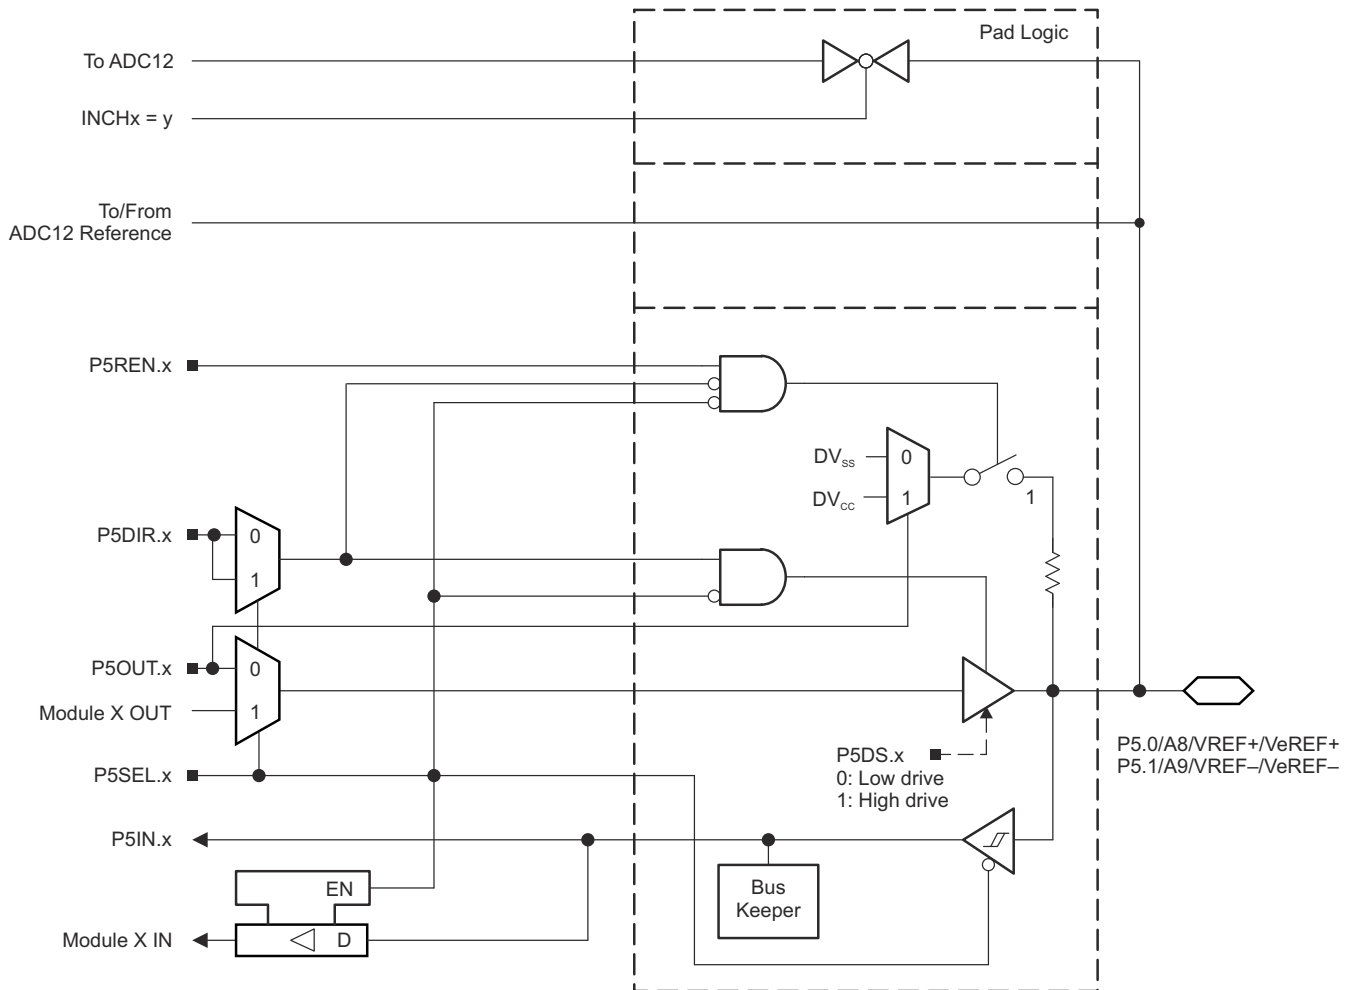 Pad Logic
To ADC12
INCHx = y
To/From
ADC12 Reference
P5REN.x
DVSS
0
DVCC
1
1
P5DIR.x
0
1
P5OUT.x
0
Module X OUT
1
P5DS.x
0: Low drive
1: High drive
P5.0/A8/VREF+/VeREF+
P5.1/A9/VREF–/VeREF–
P5SEL.x
P5IN.x
Bus
Keeper
EN
Module X IN
D